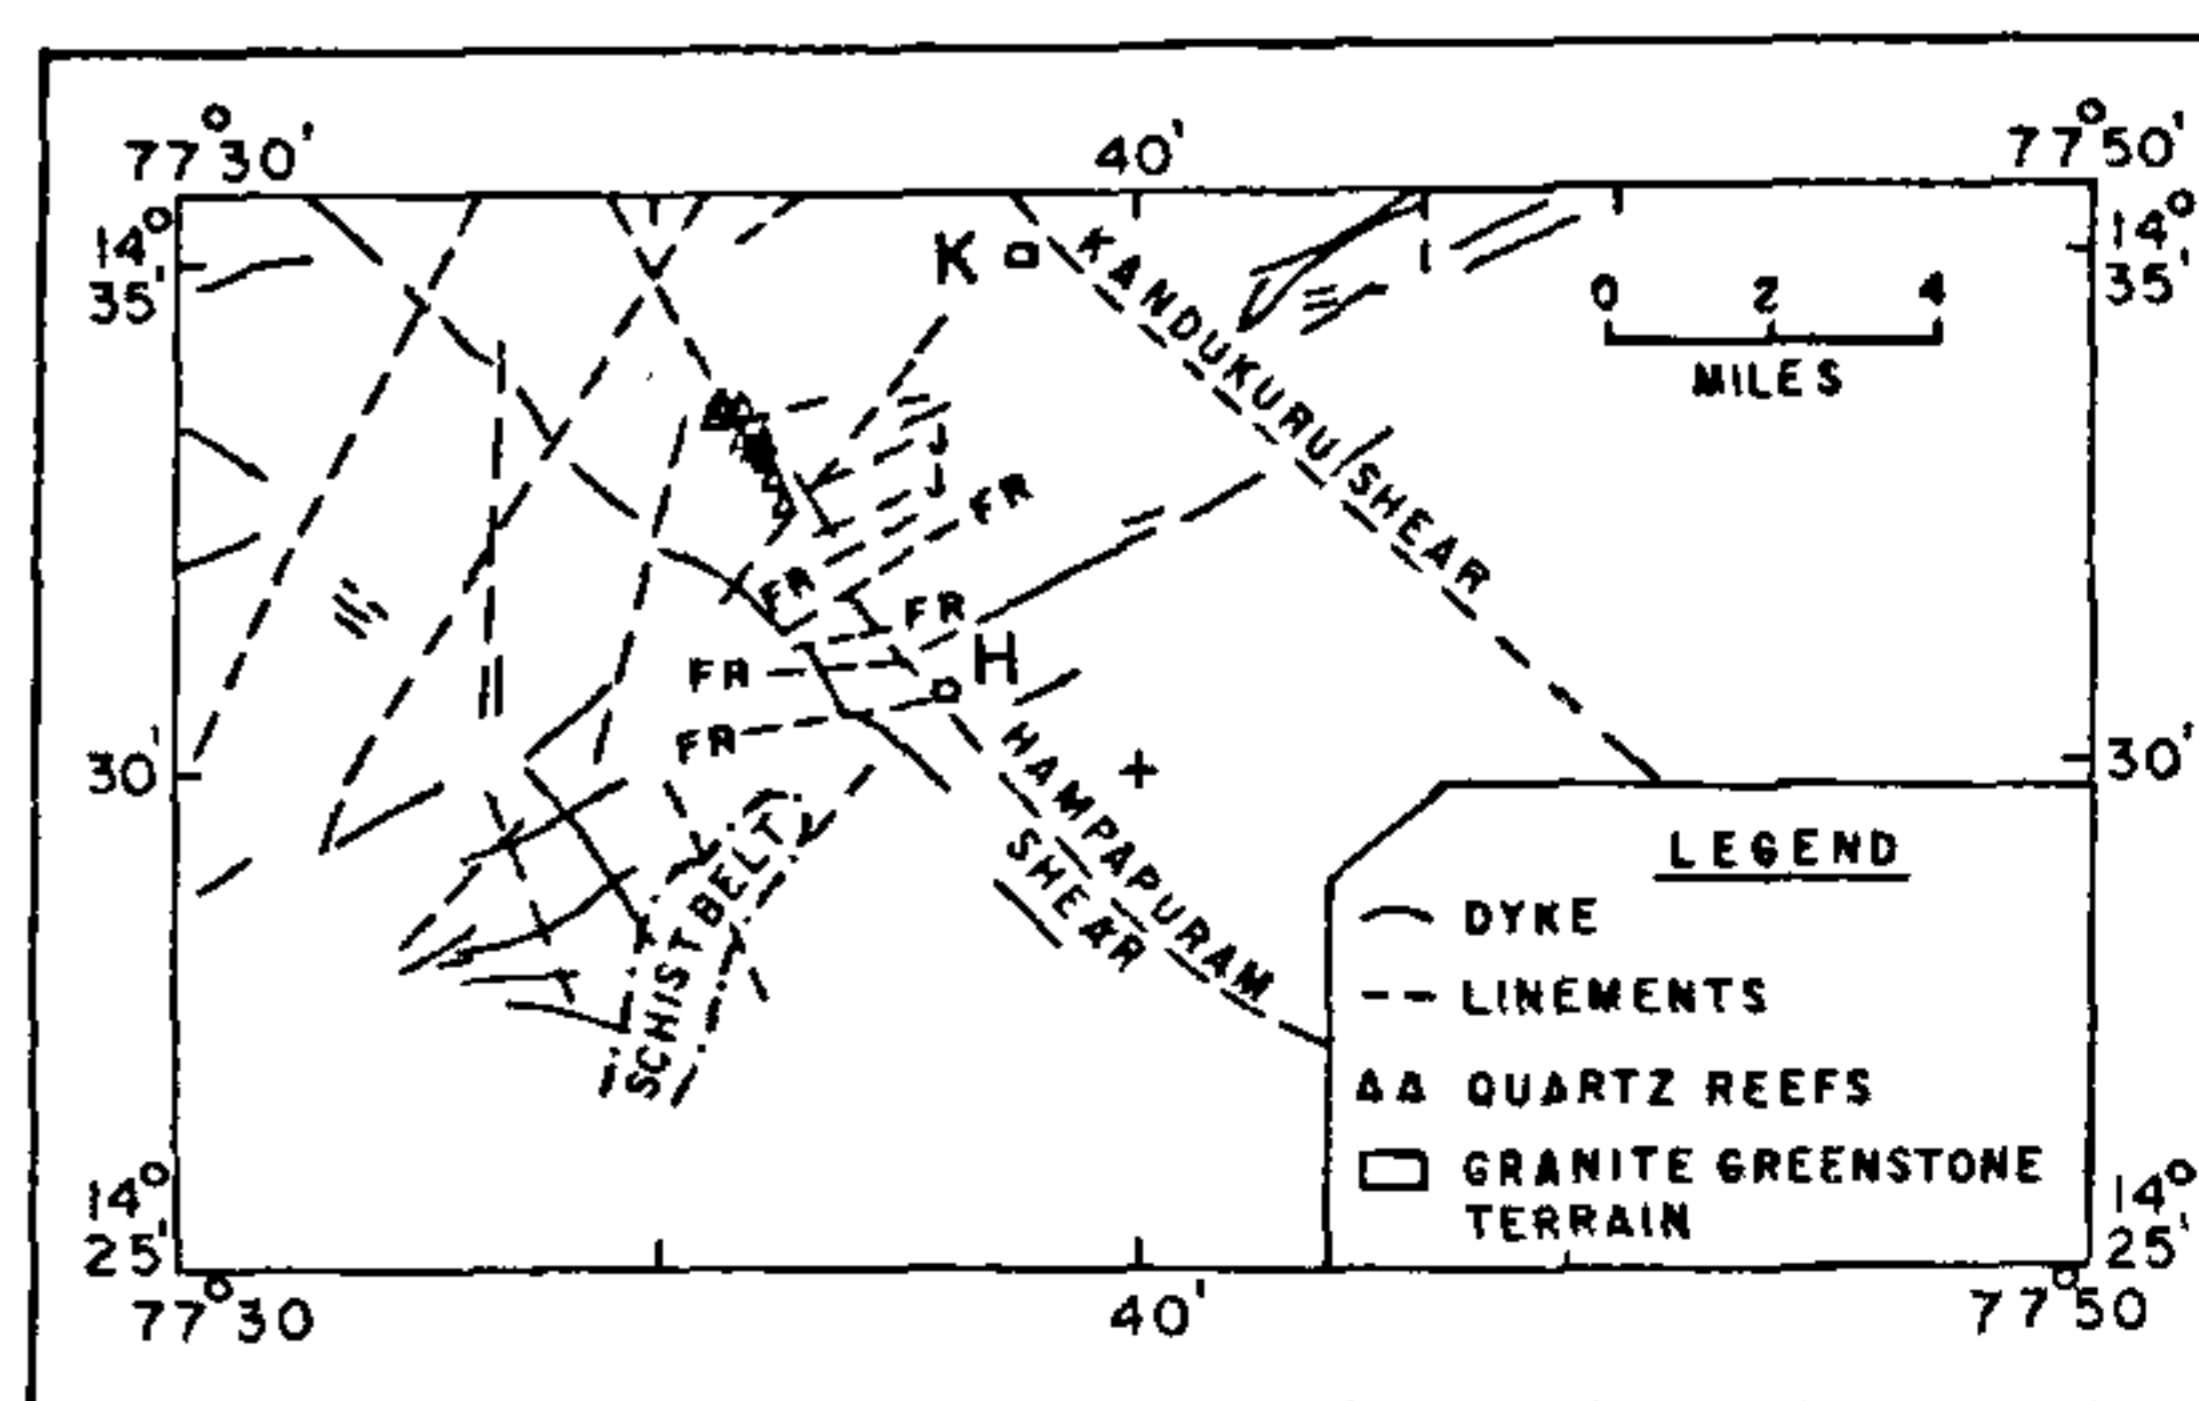 77°30' 40' 77°50'
14° 35'
14° 35'
K
KANDUKURU SHEAR
0 2 4
MILES
FR
FR
FR
FR
FR
H
30'
30'
HAMPAPURAM
SHEAR
SCHIST BELT
LEGEND
DYKE
LINEMENTS
QUARTZ REEFS
GRANITE GREENSTONE
TERRAIN
14° 25'
14° 25'
77°30 40' 77°50